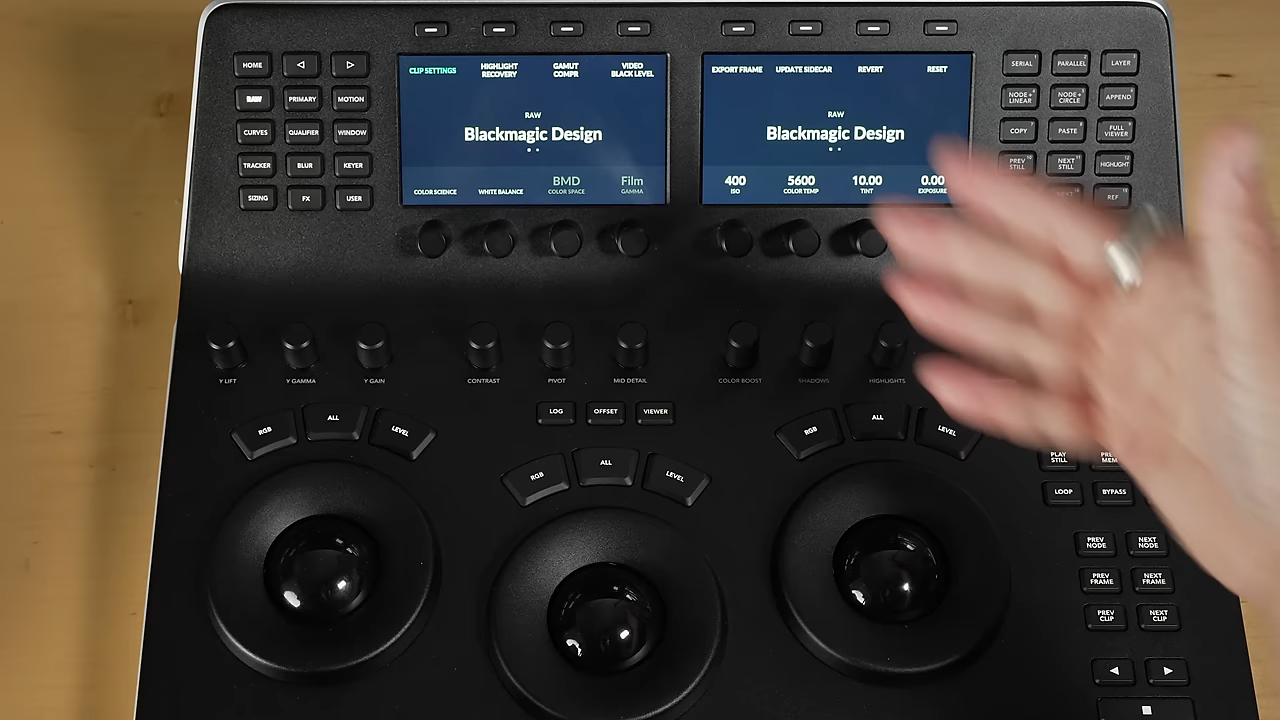 HOME
RAW
PRIMARY
MOTION
CURVES
QUALIFIER
WINDOW
TRACKER
BLUR
KEYER
SIZING
FX
USER
CLIP SETTINGS
HIGHLIGHT
RECOVERY
GAMUT
COMPR
VIDEO
BLACK LEVEL
RAW
Blackmagic Design
COLOR SCIENCE
WHITE BALANCE
BMD
COLOR SPACE
Film
GAMMA
EXPORT FRAME
UPDATE SIDECAR
REVERT
RESET
RAW
Blackmagic Design
400
ISO
5600
COLOR TEMP
10.00
TINT
0.00
EXPOSURE
SERIAL
PARALLEL
LAYER
NODE +
LINEAR
NODE +
CIRCLE
APPEND
COPY
PASTE
FULL
VIEWER
PREV
STILL
NEXT
STILL
HIGHLIGHT
NEXT
REF
Y LIFT
Y GAMMA
Y GAIN
CONTRAST
PIVOT
MID DETAIL
COLOR BOOST
SHADOWS
HIGHLIGHTS
RGB
ALL
LEVEL
LOG
OFFSET
VIEWER
RGB
ALL
LEVEL
RGB
ALL
LEVEL
PLAY
STILL
LOOP
BYPASS
PREV
NODE
NEXT
NODE
PREV
FRAME
NEXT
FRAME
PREV
CLIP
NEXT
CLIP